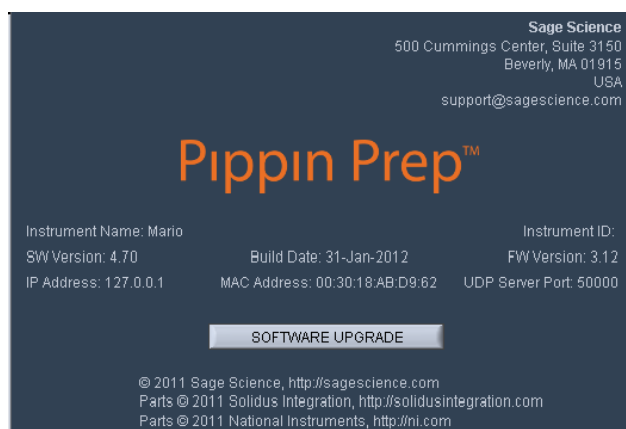 Sage Science
500 Cummings Center, Suite 3150
Beverly, MA 01915
USA
support@sagescience.com
Pippin Prep™
Instrument Name: Mario
Instrument ID:
SW Version: 4.70
Build Date: 31-Jan-2012
FW Version: 3.12
IP Address: 127.0.0.1
MAC Address: 00:30:18:AB:D9:62
UDP Server Port: 50000
SOFTWARE UPGRADE
© 2011 Sage Science, http://sagescience.com
Parts © 2011 Solidus Integration, http://solidusintegration.com
Parts © 2011 National Instruments, http://ni.com